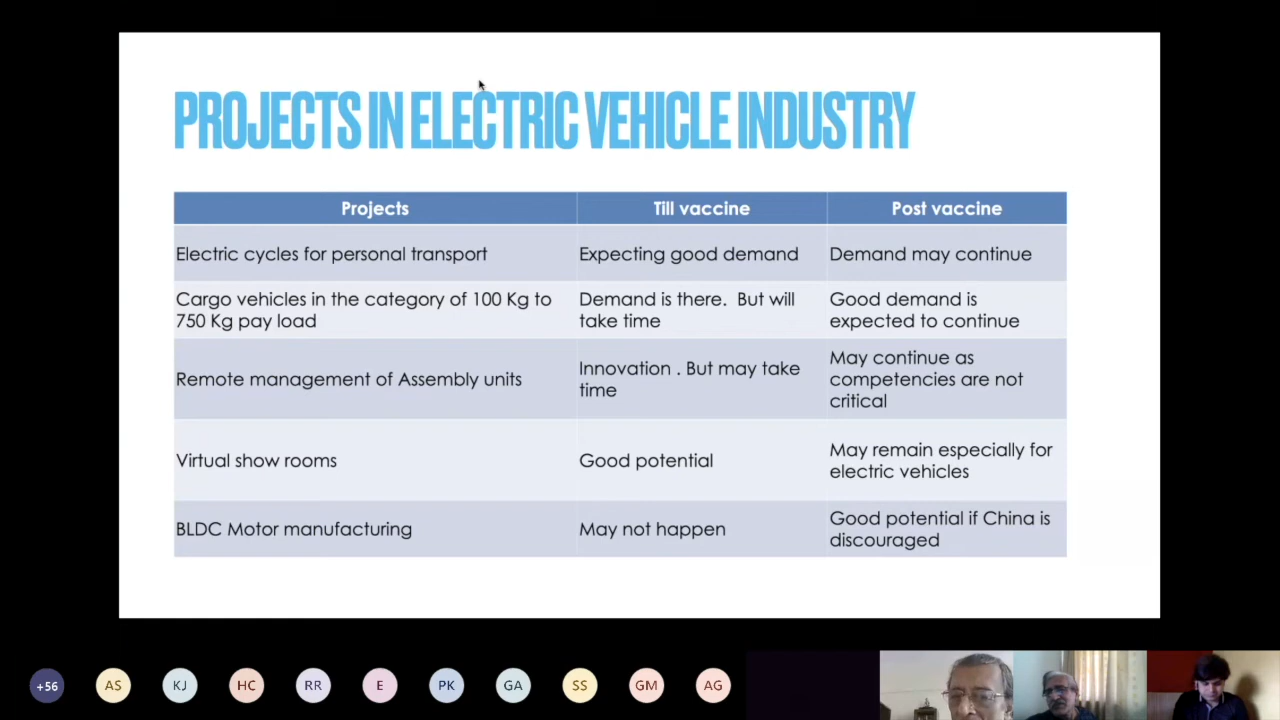 PROJECTS IN ELECTRIC VEHICLE INDUSTRY
Projects
Till vaccine
Post vaccine
Electric cycles for personal transport
Expecting good demand
Demand may continue
Cargo vehicles in the category of 100 Kg to
750 Kg pay load
Demand is there.  But will
take time
Good demand is
expected to continue
Remote management of Assembly units
Innovation . But may take
time
May continue as
competencies are not
critical
Virtual show rooms
Good potential
May remain especially for
electric vehicles
BLDC Motor manufacturing
May not happen
Good potential if China is
discouraged
+56
AS
KJ
HC
RR
E
PK
GA
SS
GM
AG